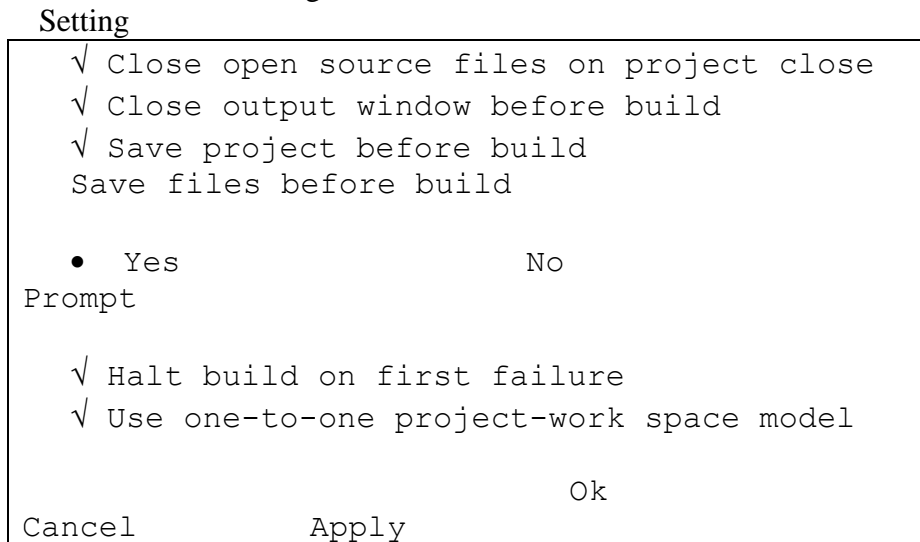 Setting
√ Close open source files on project close
√ Close output window before build
√ Save project before build
Save files before build
• Yes No
Prompt
√ Halt build on first failure
√ Use one-to-one project-work space model
Ok
Cancel Apply